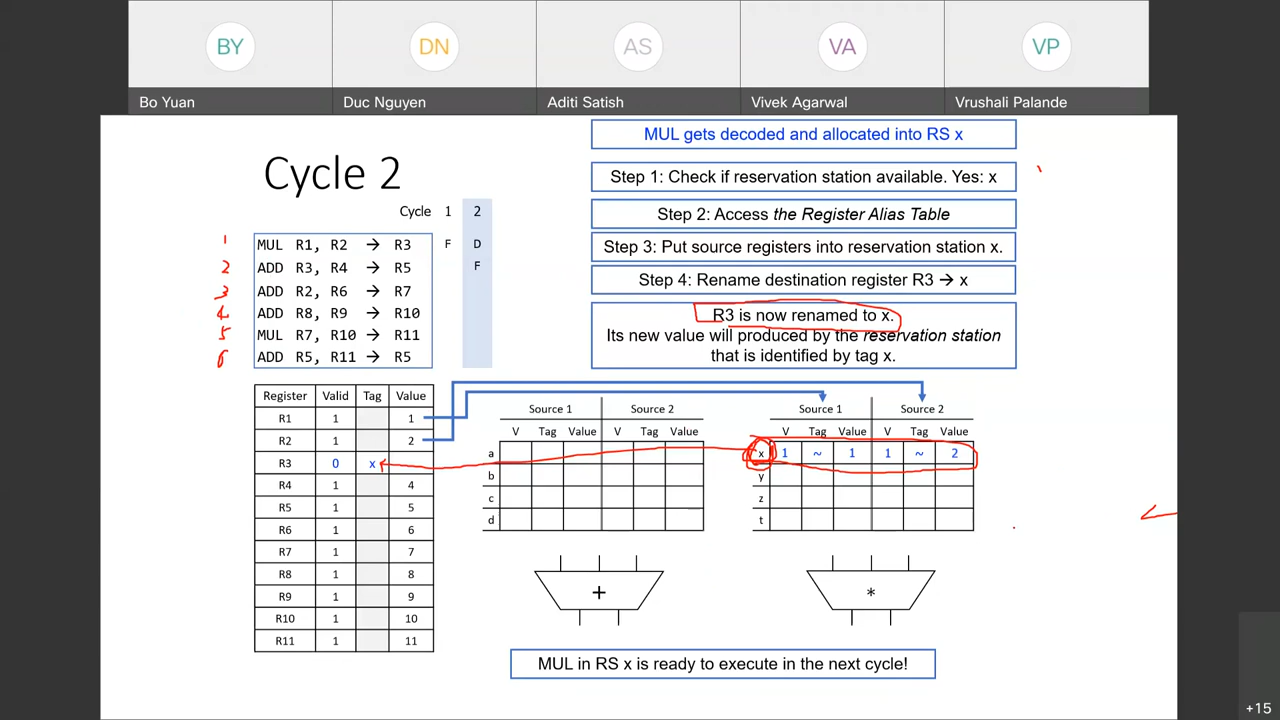 BY
DN
AS
VA
VP
Bo Yuan
Duc Nguyen
Aditi Satish
Vivek Agarwal
Vrushali Palande
Cycle 2
Cycle 1 2
1 MUL R1, R2 → R3 F D
2 ADD R3, R4 → R5 F
3 ADD R2, R6 → R7
4 ADD R8, R9 → R10
5 MUL R7, R10 → R11
6 ADD R5, R11 → R5
MUL gets decoded and allocated into RS x
Step 1: Check if reservation station available. Yes: x
Step 2: Access the Register Alias Table
Step 3: Put source registers into reservation station x.
Step 4: Rename destination register R3 → x
R3 is now renamed to x.
Its new value will produced by the reservation station
that is identified by tag x.
Register Valid Tag Value
R1 1 1
R2 1 2
R3 0 x
R4 1 4
R5 1 5
R6 1 6
R7 1 7
R8 1 8
R9 1 9
R10 1 10
R11 1 11
Source 1 Source 2
V Tag Value V Tag Value
a
b
c
d
+
Source 1 Source 2
V Tag Value V Tag Value
x 1 ~ 1 1 ~ 2
y
z
t
*
MUL in RS x is ready to execute in the next cycle!
+15